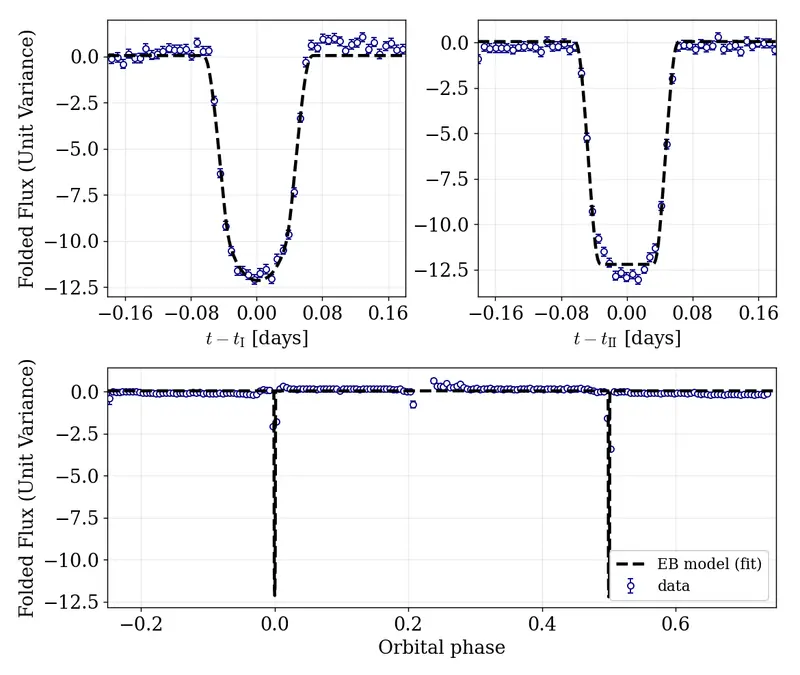 Folded Flux (Unit Variance)
0.0
−2.5
−5.0
−7.5
−10.0
−12.5
−0.16 −0.08 0.00 0.08 0.16
t − tI [days]
0.0
−2.5
−5.0
−7.5
−10.0
−12.5
−0.16 −0.08 0.00 0.08 0.16
t − tII [days]
Folded Flux (Unit Variance)
0.0
−2.5
−5.0
−7.5
−10.0
−12.5
EB model (fit)
data
−0.2 0.0 0.2 0.4 0.6
Orbital phase